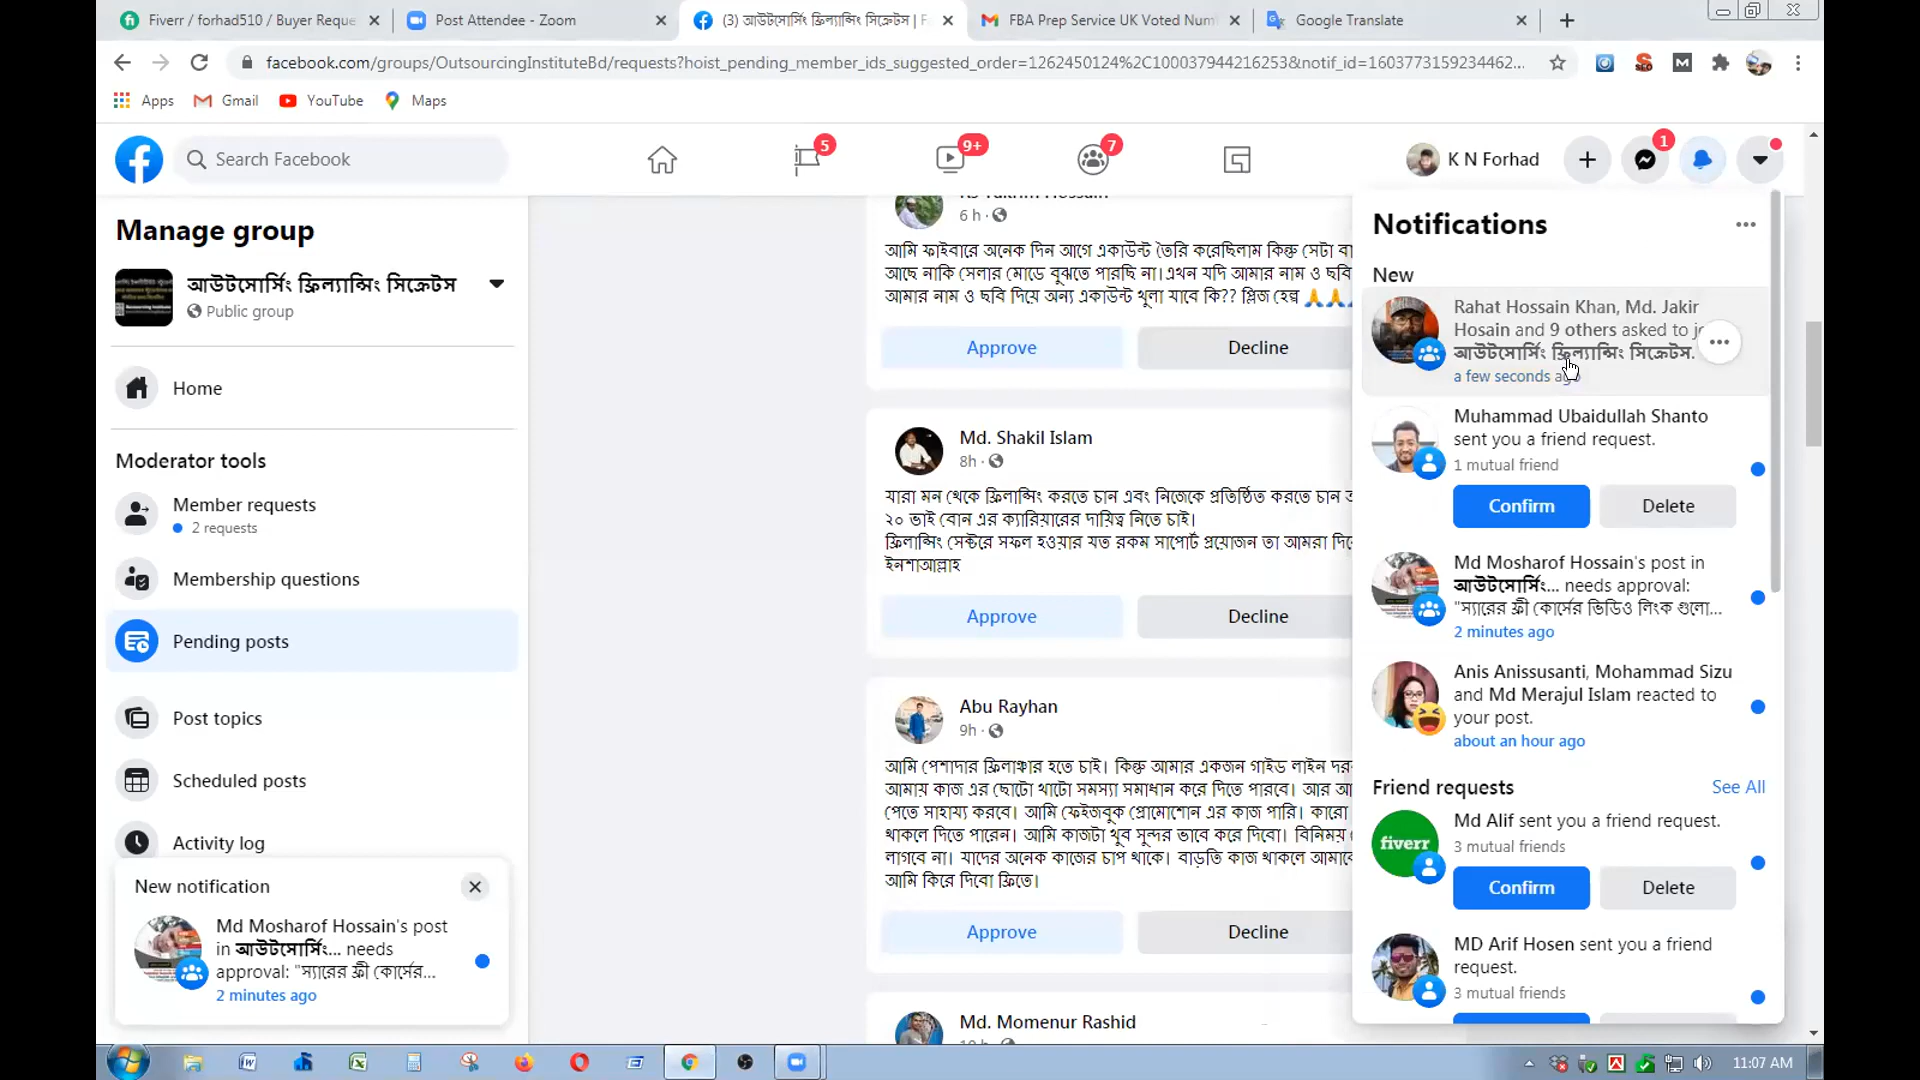 Fiverr / forhad510 / Buyer Reque
Post Attendee - Zoom
(3) আউটসোর্সিং ফ্রিল্যান্সিং সিক্রেটস | F
FBA Prep Service UK Voted Num
Google Translate
facebook.com/groups/OutsourcingInstituteBd/requests?hoist_pending_member_ids_suggested_order=1262450124%2C100037944216253&notif_id=1603773159234462...
Apps
Gmail
YouTube
Maps
Search Facebook
5
9+
7
K N Forhad
1
Manage group
আউটসোর্সিং ফ্রিল্যান্সিং সিক্রেটস
Public group
Home
Moderator tools
Member requests
2 requests
Membership questions
Pending posts
Post topics
Scheduled posts
Activity log
New notification
Md Mosharof Hossain's post
in আউটসোর্সিং... needs
approval: "স্যারের ফ্রী কোর্সের...
2 minutes ago
6 h ·
আমি ফাইবারে অনেক দিন আগে একাউন্ট তৈরি করেছিলাম কিন্তু সেটা বা
আছে নাকি সেলার মোডে বুঝতে পারছি না।এখন যদি আমার নাম ও ছবি
আমার নাম ও ছবি দিয়ে অন্য একাউন্ট খুলা যাবে কি?? প্লিজ হেল্প 🙏🙏
Approve
Decline
Md. Shakil Islam
8h ·
যারা মন থেকে ফ্রিলান্সিং করতে চান এবং নিজেকে প্রতিষ্ঠিত করতে চান
২০ ভাই বোন এর ক্যারিয়ারের দায়িত্ব নিতে চাই।
ফ্রিলান্সিং সেক্টরে সফল হওয়ার যত রকম সাপোর্ট প্রয়োজন তা আমরা দি
ইনশাআল্লাহ
Approve
Decline
Abu Rayhan
9h ·
আমি পেশাদার ফ্রিলাঞ্চার হতে চাই। কিন্তু আমার একজন গাইড লাইন দর
আমায় কাজ এর ছোটো খাটো সমস্যা সমাধান করে দিতে পারবে। আর আ
পেতে সাহায্য করবে। আমি ফেইজবুক প্রোমোশোন এর কাজ পারি। কারো
থাকলে দিতে পারেন। আমি কাজটা খুব সুন্দর ভাবে করে দিবো। বিনিময়
লাগবে না। যাদের অনেক কাজের চাপ থাকে। বাড়তি কাজ থাকলে আমাবে
আমি কিরে দিবো ফ্রিতে।
Approve
Decline
Md. Momenur Rashid
Notifications
New
Rahat Hossain Khan, Md. Jakir
Hosain and 9 others asked to jo
আউটসোর্সিং ফ্রিল্যান্সিং সিক্রেটস.
a few seconds ago
Muhammad Ubaidullah Shanto
sent you a friend request.
1 mutual friend
Confirm
Delete
Md Mosharof Hossain's post in
আউটসোর্সিং... needs approval:
"স্যারের ফ্রী কোর্সের ভিডিও লিংক গুলো...
2 minutes ago
Anis Anissusanti, Mohammad Sizu
and Md Merajul Islam reacted to
your post.
about an hour ago
Friend requests
See All
fiverr
Md Alif sent you a friend request.
3 mutual friends
Confirm
Delete
MD Arif Hosen sent you a friend
request.
3 mutual friends
11:07 AM